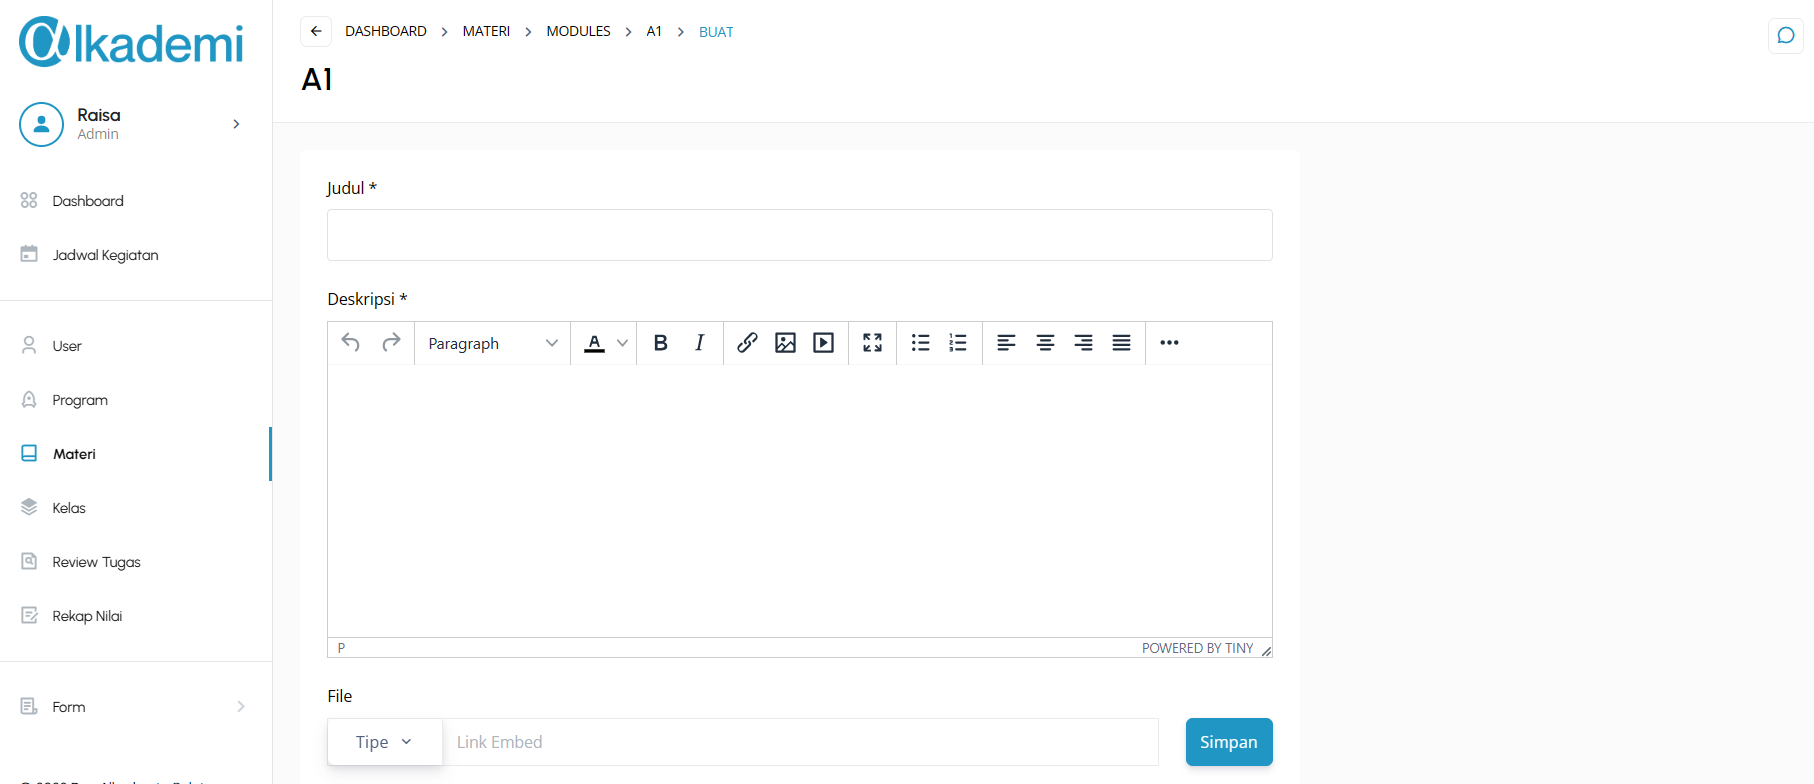 @lkademi
Raisa
Admin
Dashboard
Jadwal Kegiatan
User
Program
Materi
Kelas
Review Tugas
Rekap Nilai
Form
DASHBOARD > MATERI > MODULES > A1 > BUAT
A1
Judul *
Deskripsi *
Paragraph A B I
P POWERED BY TINY
File
Tipe Link Embed Simpan